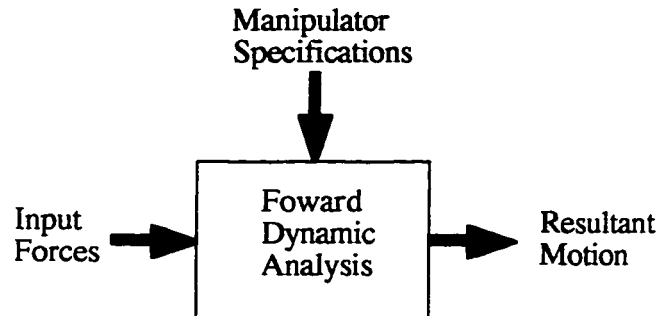 Manipulator
Specifications
Input
Forces
Foward
Dynamic
Analysis
Resultant
Motion